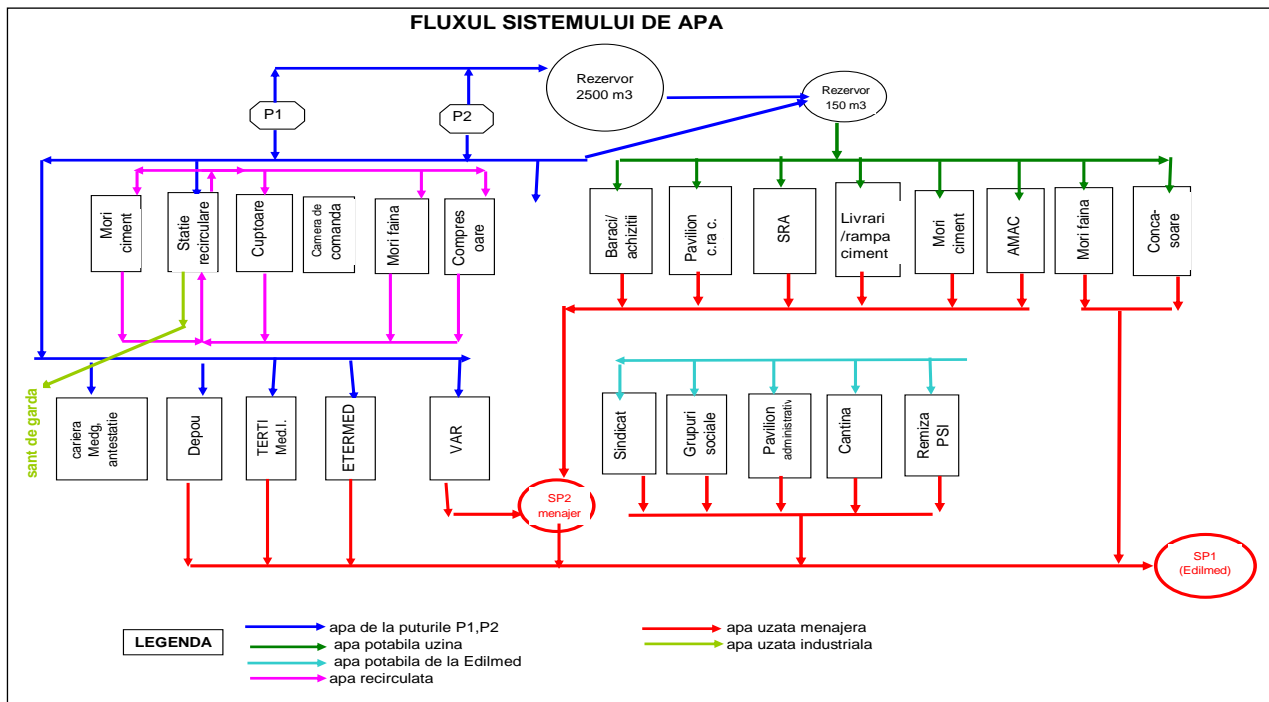 FLUXUL SISTEMULUI DE APA
Rezervor
2500 m3
Rezervor
150 m3
P1
P2
Mori
ciment
Statie
recirculare
Cuptoare
Camera de
comanda
Mori faina
Compres
oare
Baraci/
achizitii
Pavilion
c.ra c.
SRA
Livrari
/rampa
ciment
Mori
ciment
AMAC
Mori faina
Conca-
soare
sant de garda
cariera
Medg,
antestatie
Depou
TERTI
Med.l.
ETERMED
VAR
Sindicat
Grupuri
sociale
Pavilion
administrativ
Cantina
Remiza
PSI
SP2
menajer
SP1
(Edilmed)
LEGENDA
apa de la puturile P1,P2
apa potabila uzina
apa potabila de la Edilmed
apa recirculata
apa uzata menajera
apa uzata industriala